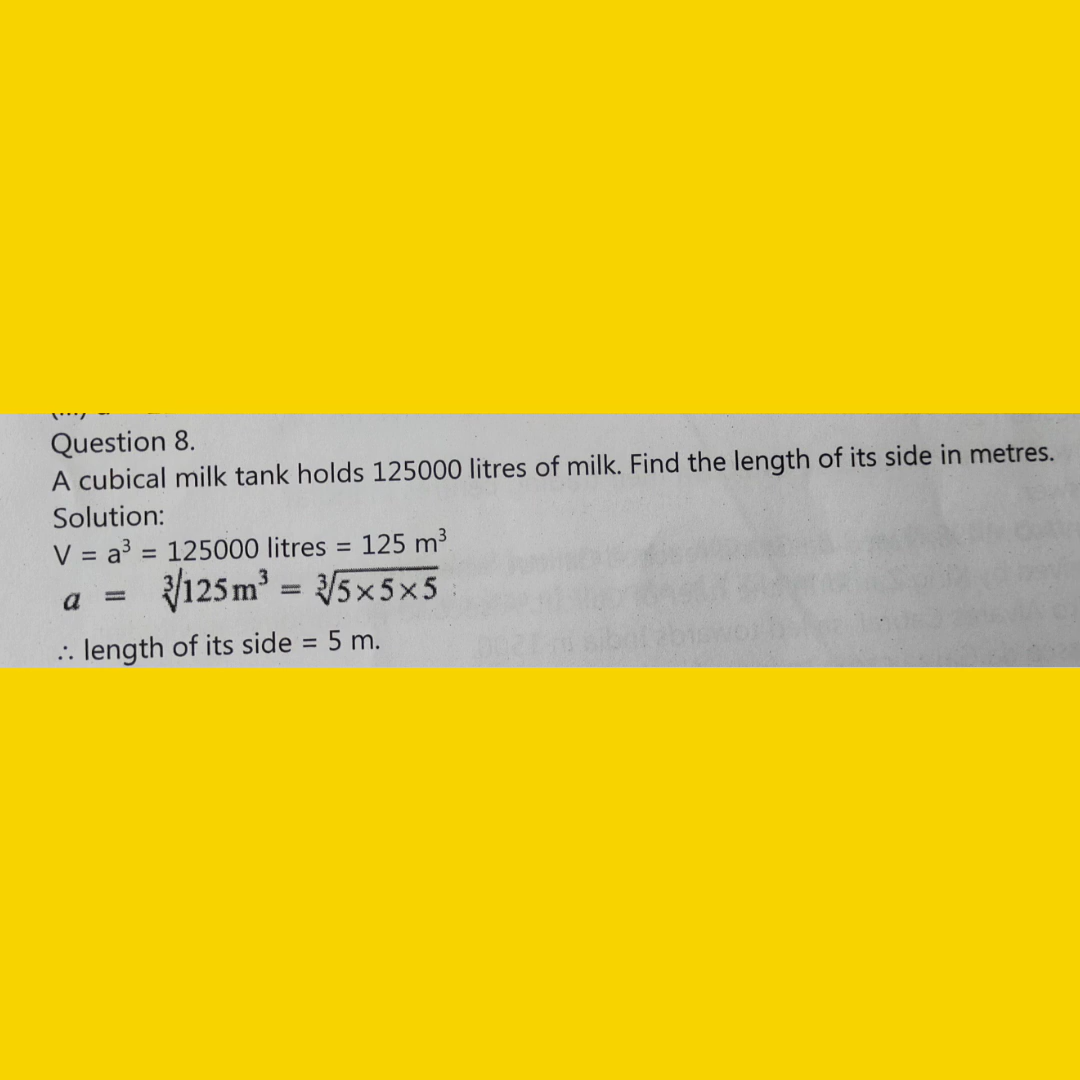 Question 8.
A cubical milk tank holds 125000 litres of milk. Find the length of its side in metres.
Solution:
V = a³ = 125000 litres = 125 m³
a = ∛125 m³ = ∛5×5×5
∴ length of its side = 5 m.